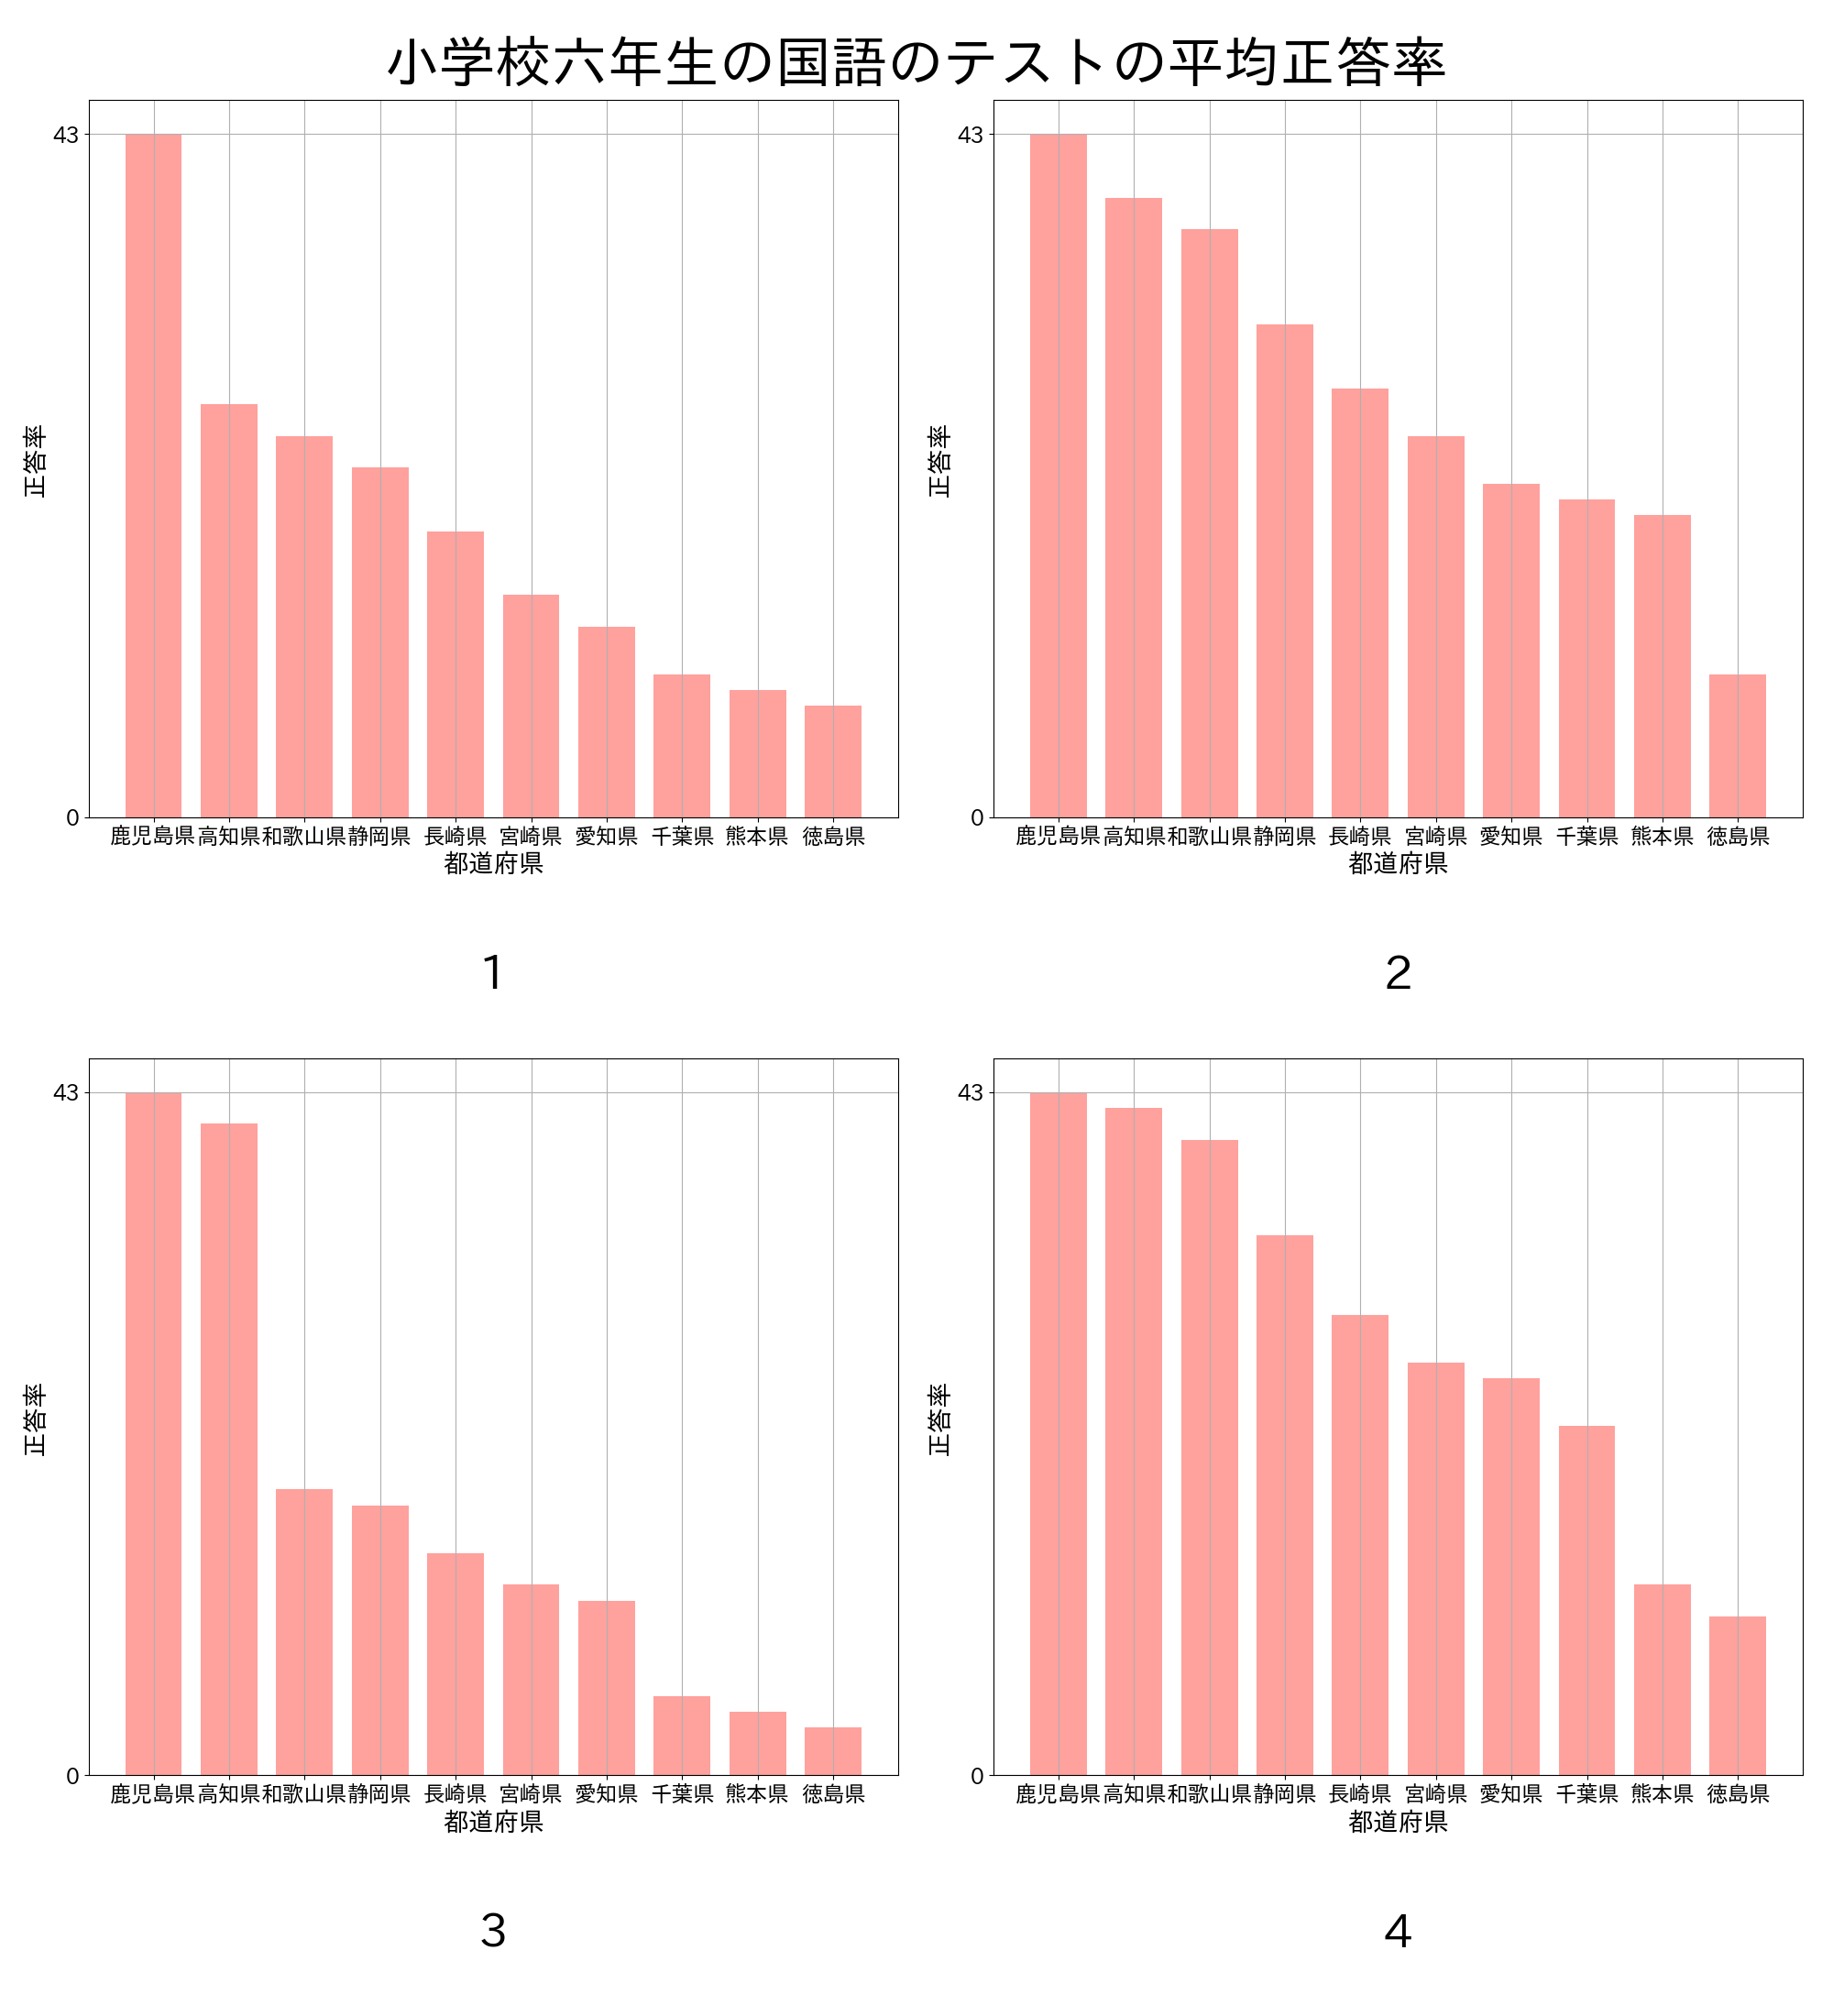 小学校六年生の国語のテストの平均正答率
43
0
正答率
鹿児島県 高知県 和歌山県 静岡県 長崎県 宮崎県 愛知県 千葉県 熊本県 徳島県
都道府県
1
43
0
正答率
鹿児島県 高知県 和歌山県 静岡県 長崎県 宮崎県 愛知県 千葉県 熊本県 徳島県
都道府県
2
43
0
正答率
鹿児島県 高知県 和歌山県 静岡県 長崎県 宮崎県 愛知県 千葉県 熊本県 徳島県
都道府県
3
43
0
正答率
鹿児島県 高知県 和歌山県 静岡県 長崎県 宮崎県 愛知県 千葉県 熊本県 徳島県
都道府県
4